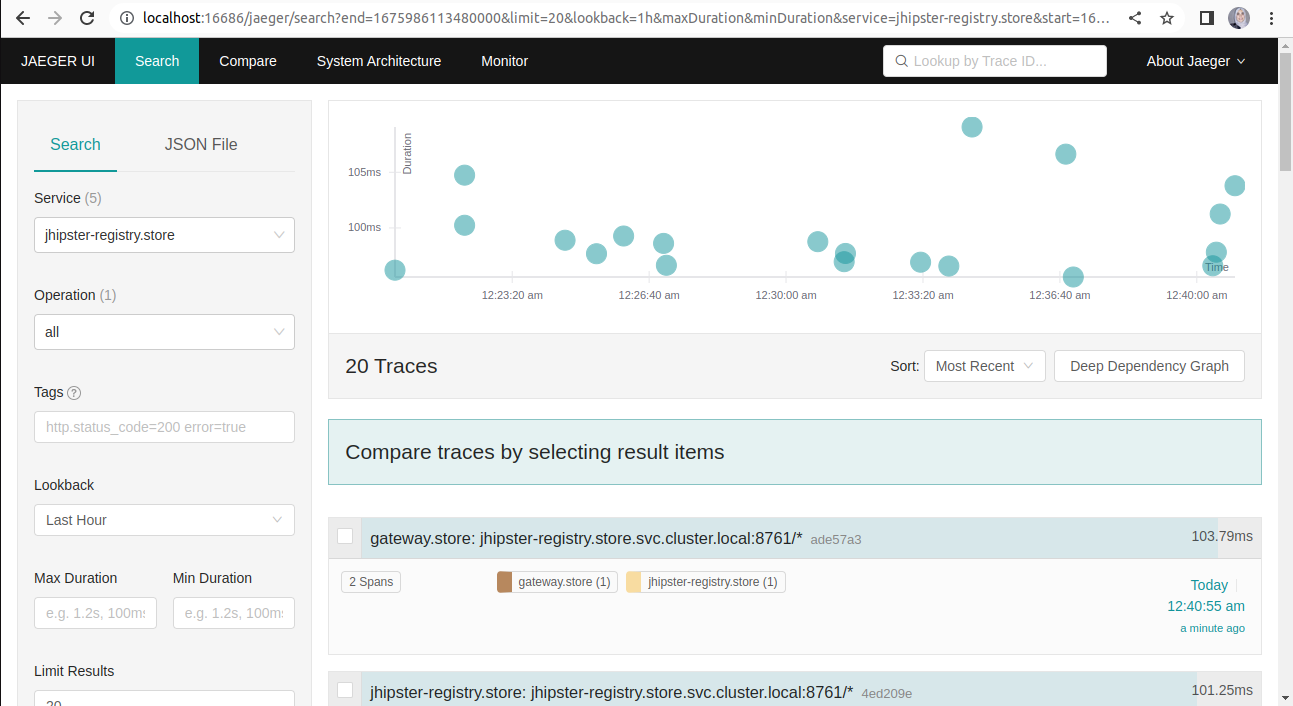 localhost:16686/jaeger/search?end=1675986113480000&limit=20&lookback=1h&maxDuration&minDuration&service=jhipster-registry.store&start=16...
JAEGER UI Search Compare System Architecture Monitor Lookup by Trace ID... About Jaeger
Search JSON File
Service (5)
jhipster-registry.store
Operation (1)
all
Tags ?
http.status_code=200 error=true
Lookback
Last Hour
Max Duration Min Duration
e.g. 1.2s, 100ms e.g. 1.2s, 100ms
Limit Results
20
Duration
105ms
100ms
Time
12:23:20 am 12:26:40 am 12:30:00 am 12:33:20 am 12:36:40 am 12:40:00 am
20 Traces Sort: Most Recent Deep Dependency Graph
Compare traces by selecting result items
gateway.store: jhipster-registry.store.svc.cluster.local:8761/* ade57a3 103.79ms
2 Spans gateway.store (1) jhipster-registry.store (1) Today
12:40:55 am
a minute ago
jhipster-registry.store: jhipster-registry.store.svc.cluster.local:8761/* 4ed209e 101.25ms